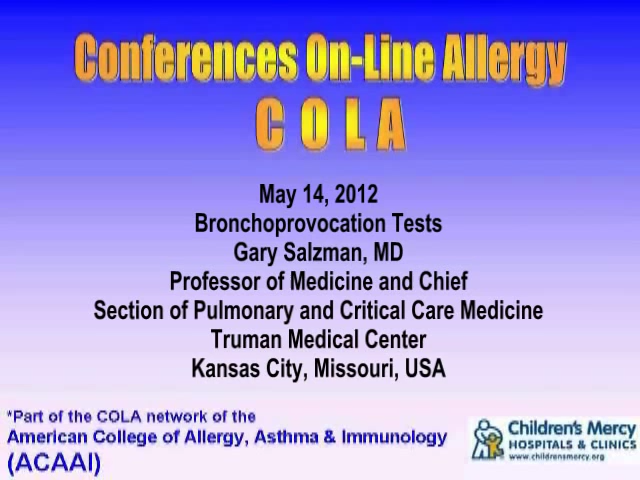 Conferences On-Line Allergy
C O L A
May 14, 2012
Bronchoprovocation Tests
Gary Salzman, MD
Professor of Medicine and Chief
Section of Pulmonary and Critical Care Medicine
Truman Medical Center
Kansas City, Missouri, USA
*Part of the COLA network of the
American College of Allergy, Asthma & Immunology
(ACAAI)
Children's Mercy
HOSPITALS & CLINICS
www.childrensmercy.org